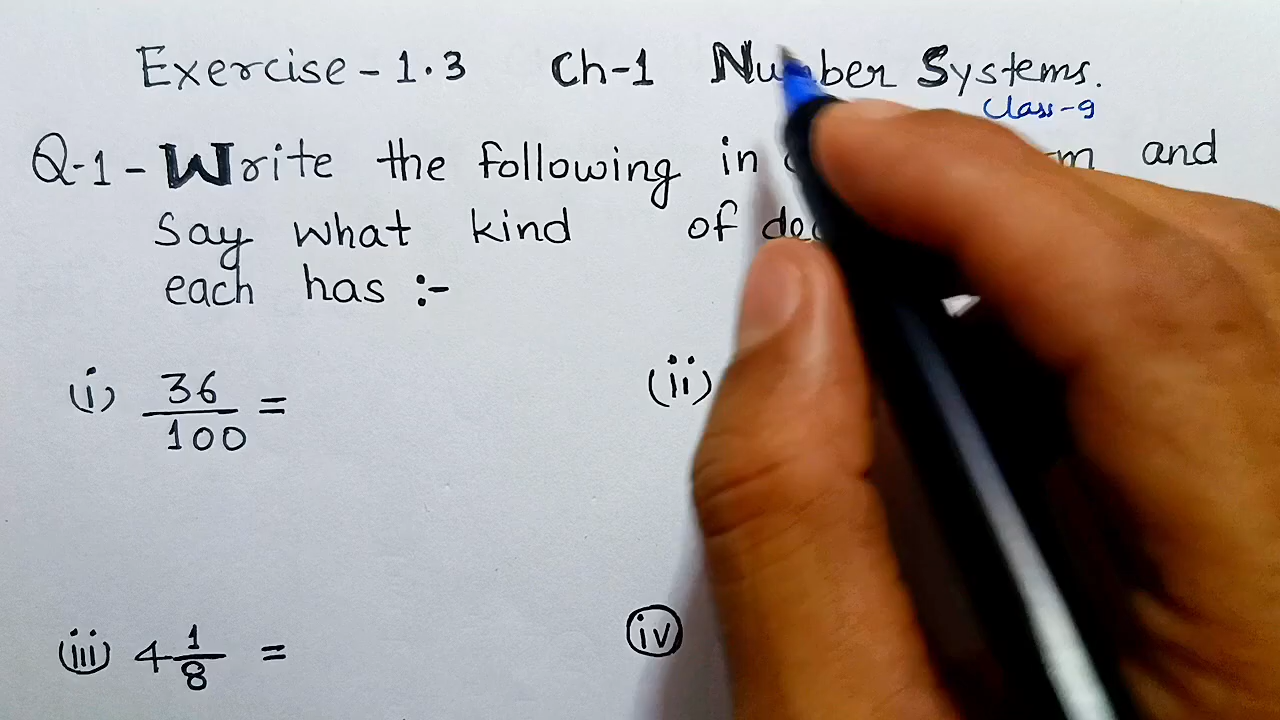 Exercise - 1.3 Ch-1 Number Systems.
Class-9
Q-1- Write the following in and
say what kind of
each has :-
(i) 36/100 = (ii)
(iii) 4 1/8 = (iv)